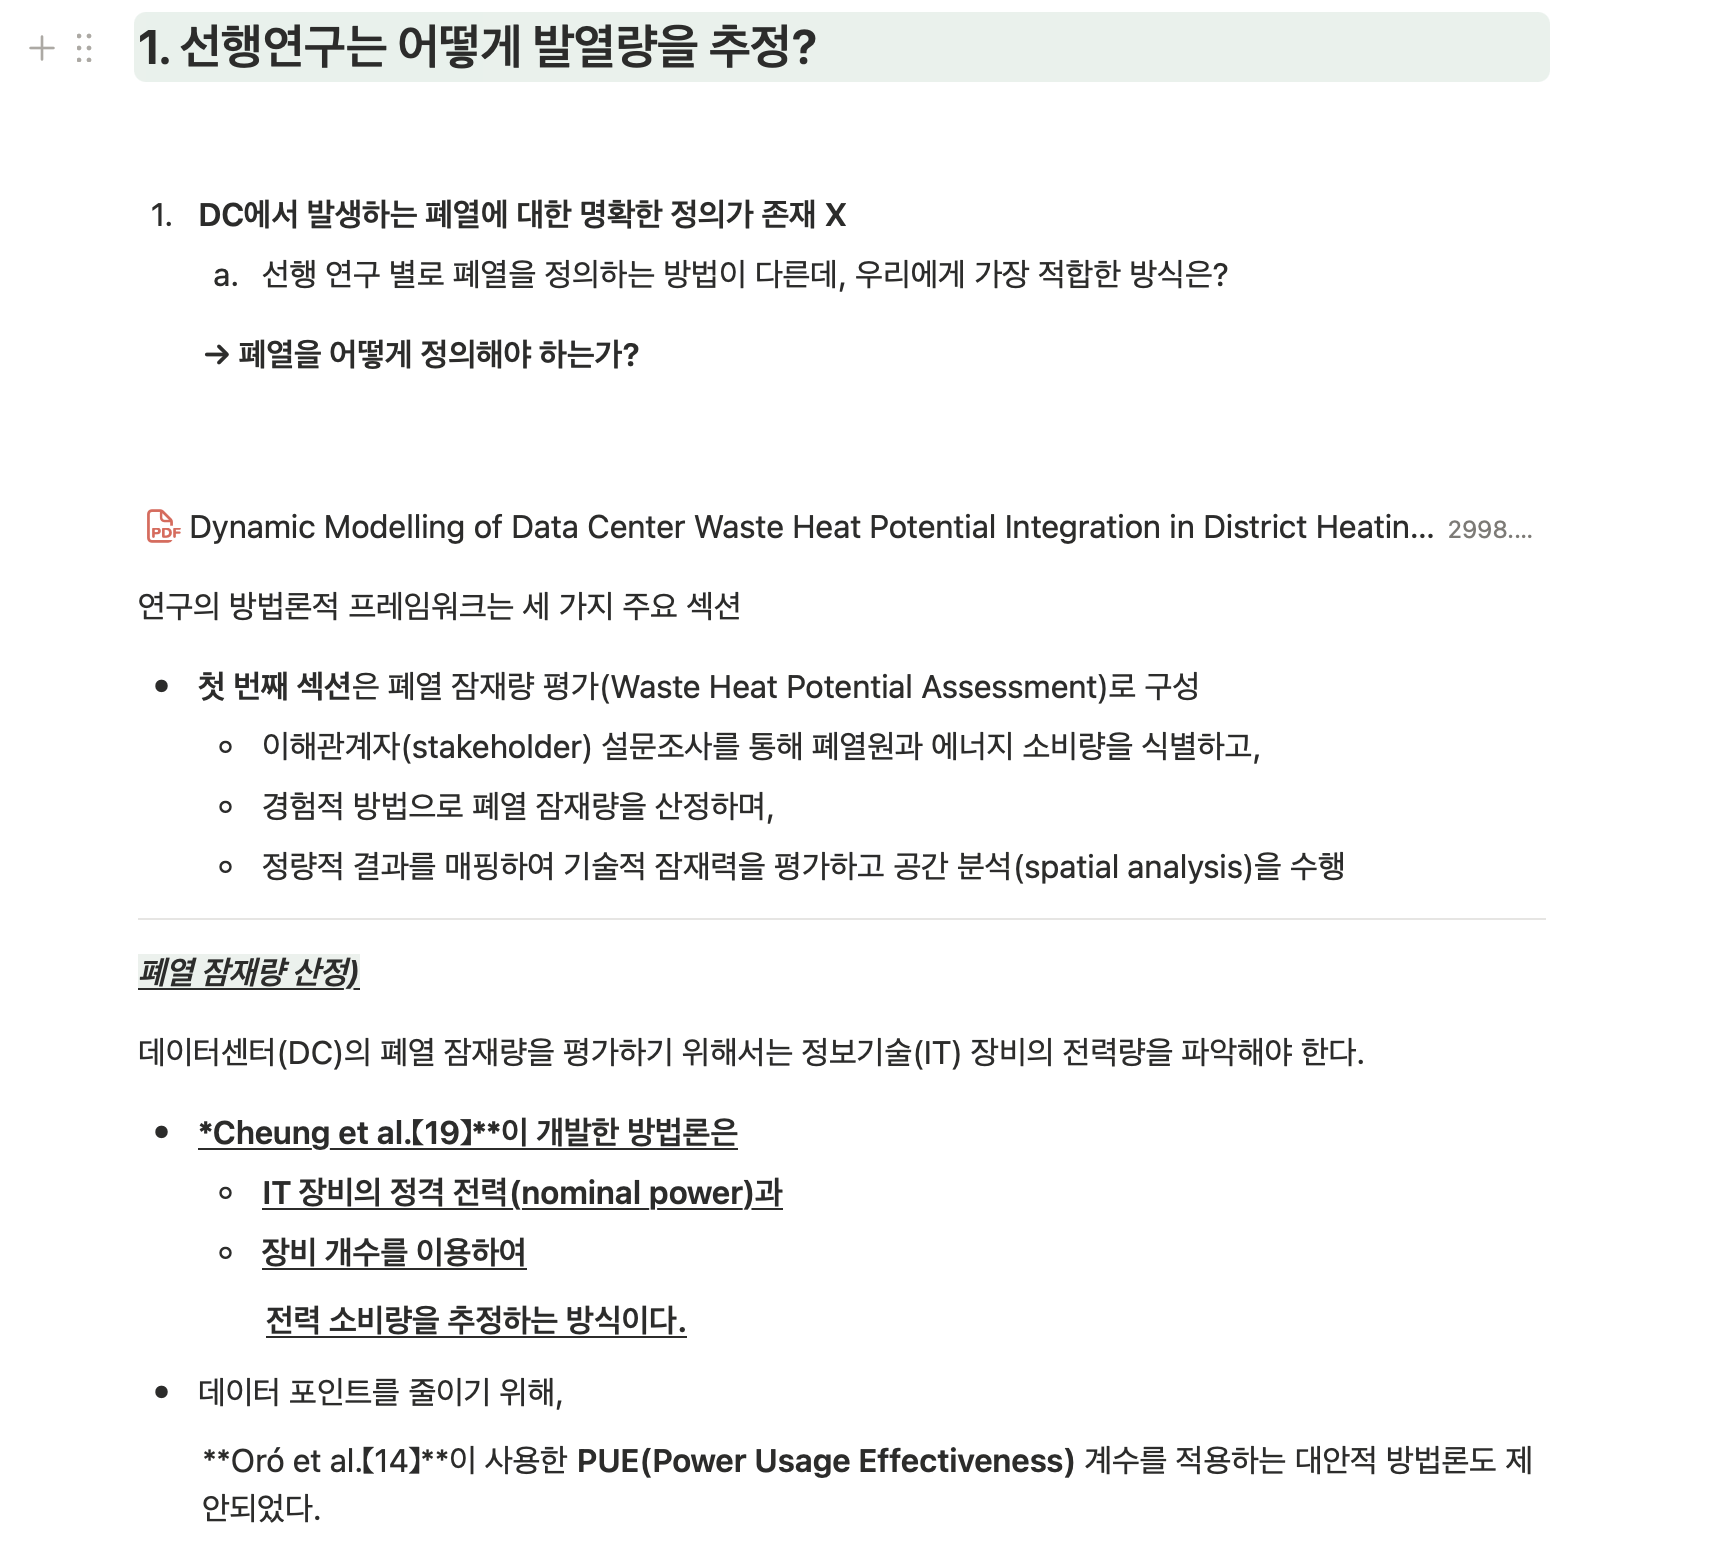 1. 선행연구는 어떻게 발열량을 추정?
1. DC에서 발생하는 폐열에 대한 명확한 정의가 존재 X
a. 선행 연구 별로 폐열을 정의하는 방법이 다른데, 우리에게 가장 적합한 방식은?
→ 폐열을 어떻게 정의해야 하는가?
PDF Dynamic Modelling of Data Center Waste Heat Potential Integration in District Heatin... 2998....
연구의 방법론적 프레임워크는 세 가지 주요 섹션
• 첫 번째 섹션은 폐열 잠재량 평가(Waste Heat Potential Assessment)로 구성
◦ 이해관계자(stakeholder) 설문조사를 통해 폐열원과 에너지 소비량을 식별하고,
◦ 경험적 방법으로 폐열 잠재량을 산정하며,
◦ 정량적 결과를 매핑하여 기술적 잠재력을 평가하고 공간 분석(spatial analysis)을 수행
폐열 잠재량 산정)
데이터센터(DC)의 폐열 잠재량을 평가하기 위해서는 정보기술(IT) 장비의 전력량을 파악해야 한다.
• *Cheung et al.【19】**이 개발한 방법론은
◦ IT 장비의 정격 전력(nominal power)과
◦ 장비 개수를 이용하여
전력 소비량을 추정하는 방식이다.
• 데이터 포인트를 줄이기 위해,
**Oró et al.【14】**이 사용한 PUE(Power Usage Effectiveness) 계수를 적용하는 대안적 방법론도 제
안되었다.